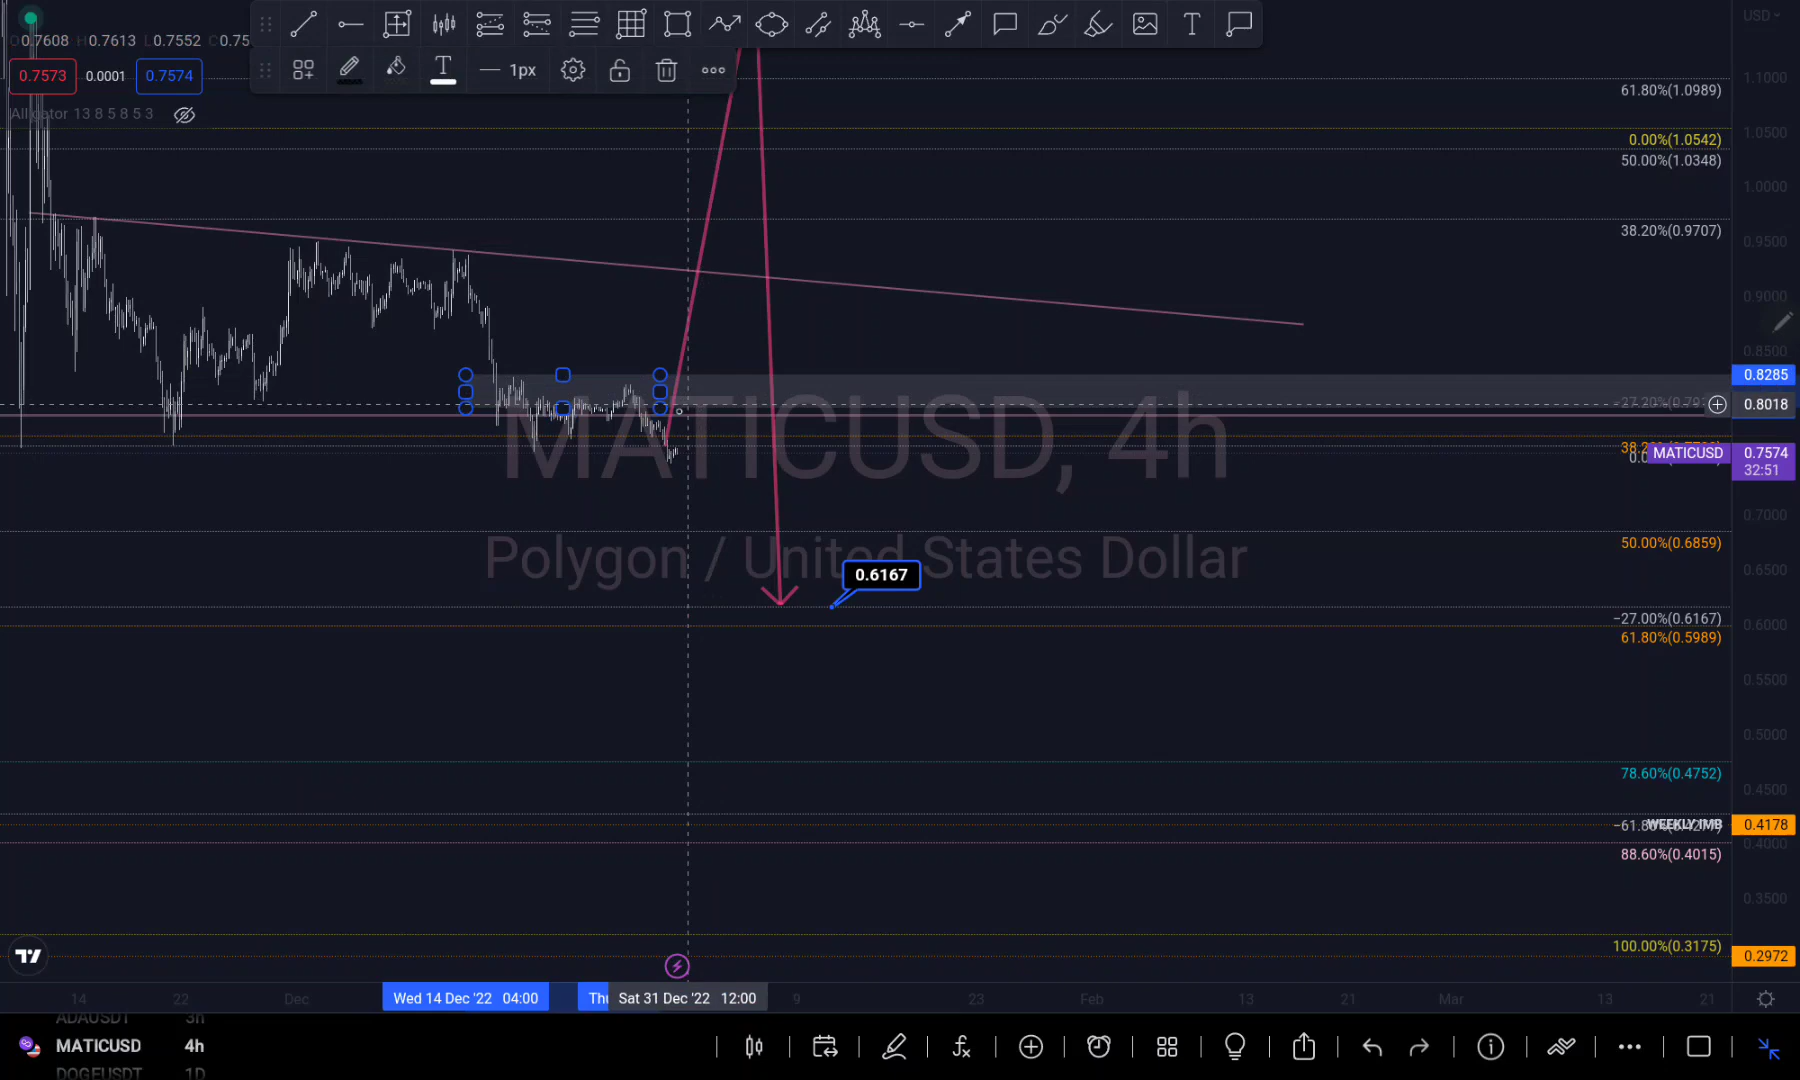 USD
O0.7608 H0.7613 L0.7552 C0.75
0.7573 0.0001 0.7574
1px
Alligator 13 8 5 8 5 3
1.1000
61.80%(1.0989)
1.0500
0.00%(1.0542)
50.00%(1.0348)
1.0000
38.20%(0.9707)
0.9500
0.9000
0.8500
0.8285
0.8018
MATICUSD, 4h
MATICUSD 0.7574
32:51
0.7000
50.00%(0.6859)
Polygon / United States Dollar
0.6500
0.6167
−27.00%(0.6167)
0.6000
61.80%(0.5989)
0.5500
0.5000
78.60%(0.4752)
0.4500
WEEKLY IMB 0.4178
0.4000
88.60%(0.4015)
0.3500
100.00%(0.3175)
0.2972
14 22 Dec Wed 14 Dec '22 04:00 Thu Sat 31 Dec '22 12:00 9 23 Feb 13 21 Mar 13 21
ADAUSDT 3h
MATICUSD 4h
DOGEUSDT 1D